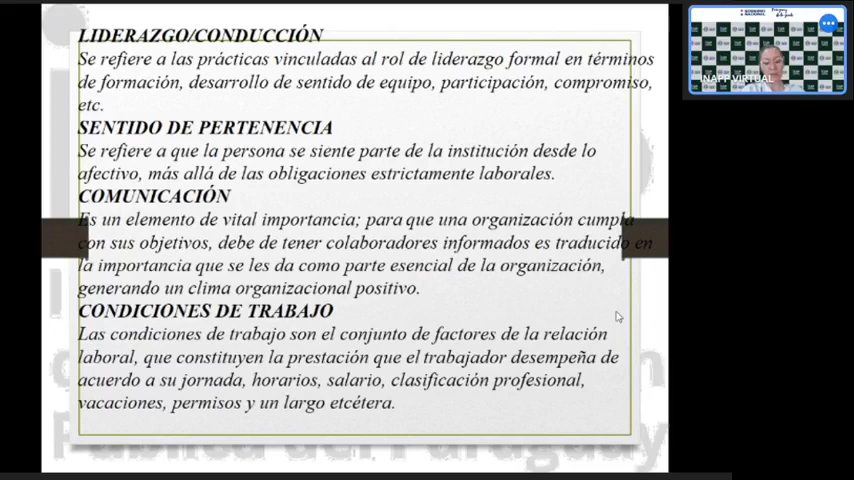 LIDERAZGO/CONDUCCIÓN
Se refiere a las prácticas vinculadas al rol de liderazgo formal en términos
de formación, desarrollo de sentido de equipo, participación, compromiso,
etc.
SENTIDO DE PERTENENCIA
Se refiere a que la persona se siente parte de la institución desde lo
afectivo, más allá de las obligaciones estrictamente laborales.
COMUNICACIÓN
Es un elemento de vital importancia; para que una organización cumpla
con sus objetivos, debe de tener colaboradores informados es traducido en
la importancia que se les da como parte esencial de la organización,
generando un clima organizacional positivo.
CONDICIONES DE TRABAJO
Las condiciones de trabajo son el conjunto de factores de la relación
laboral, que constituyen la prestación que el trabajador desempeña de
acuerdo a su jornada, horarios, salario, clasificación profesional,
vacaciones, permisos y un largo etcétera.
GOBIERNO
NACIONAL
VIRTUAL
del Paraguay